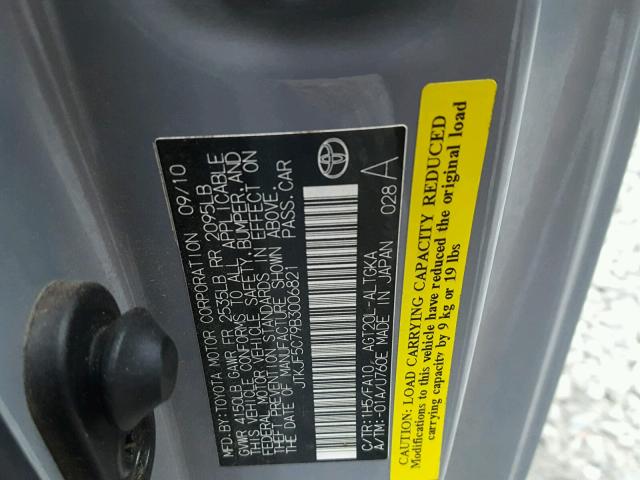 MFD.BY:TOYOTA MOTOR CORPORATION 09/10
GVWR 4150LB GAWR FR 2535LB RR 2095LB
THIS VEHICLE CONFORMS TO ALL APPLICABLE
FEDERAL MOTOR VEHICLE SAFETY,BUMPER,AND
THEFT PREVENTION STANDARDS IN EFFECT ON
THE DATE OF MANUFACTURE SHOWN ABOVE.
JTKJF5C79B3006821 PASS.CAR
C/TR:1H5/FA10 AGT20L-ALTGKA
A/TM:-01A/U760E MADE IN JAPAN 028 A
CAUTION: LOAD CARRYING CAPACITY REDUCED
Modifications to this vehicle have reduced the original load
carrying capacity by 9 kg or 19 lbs